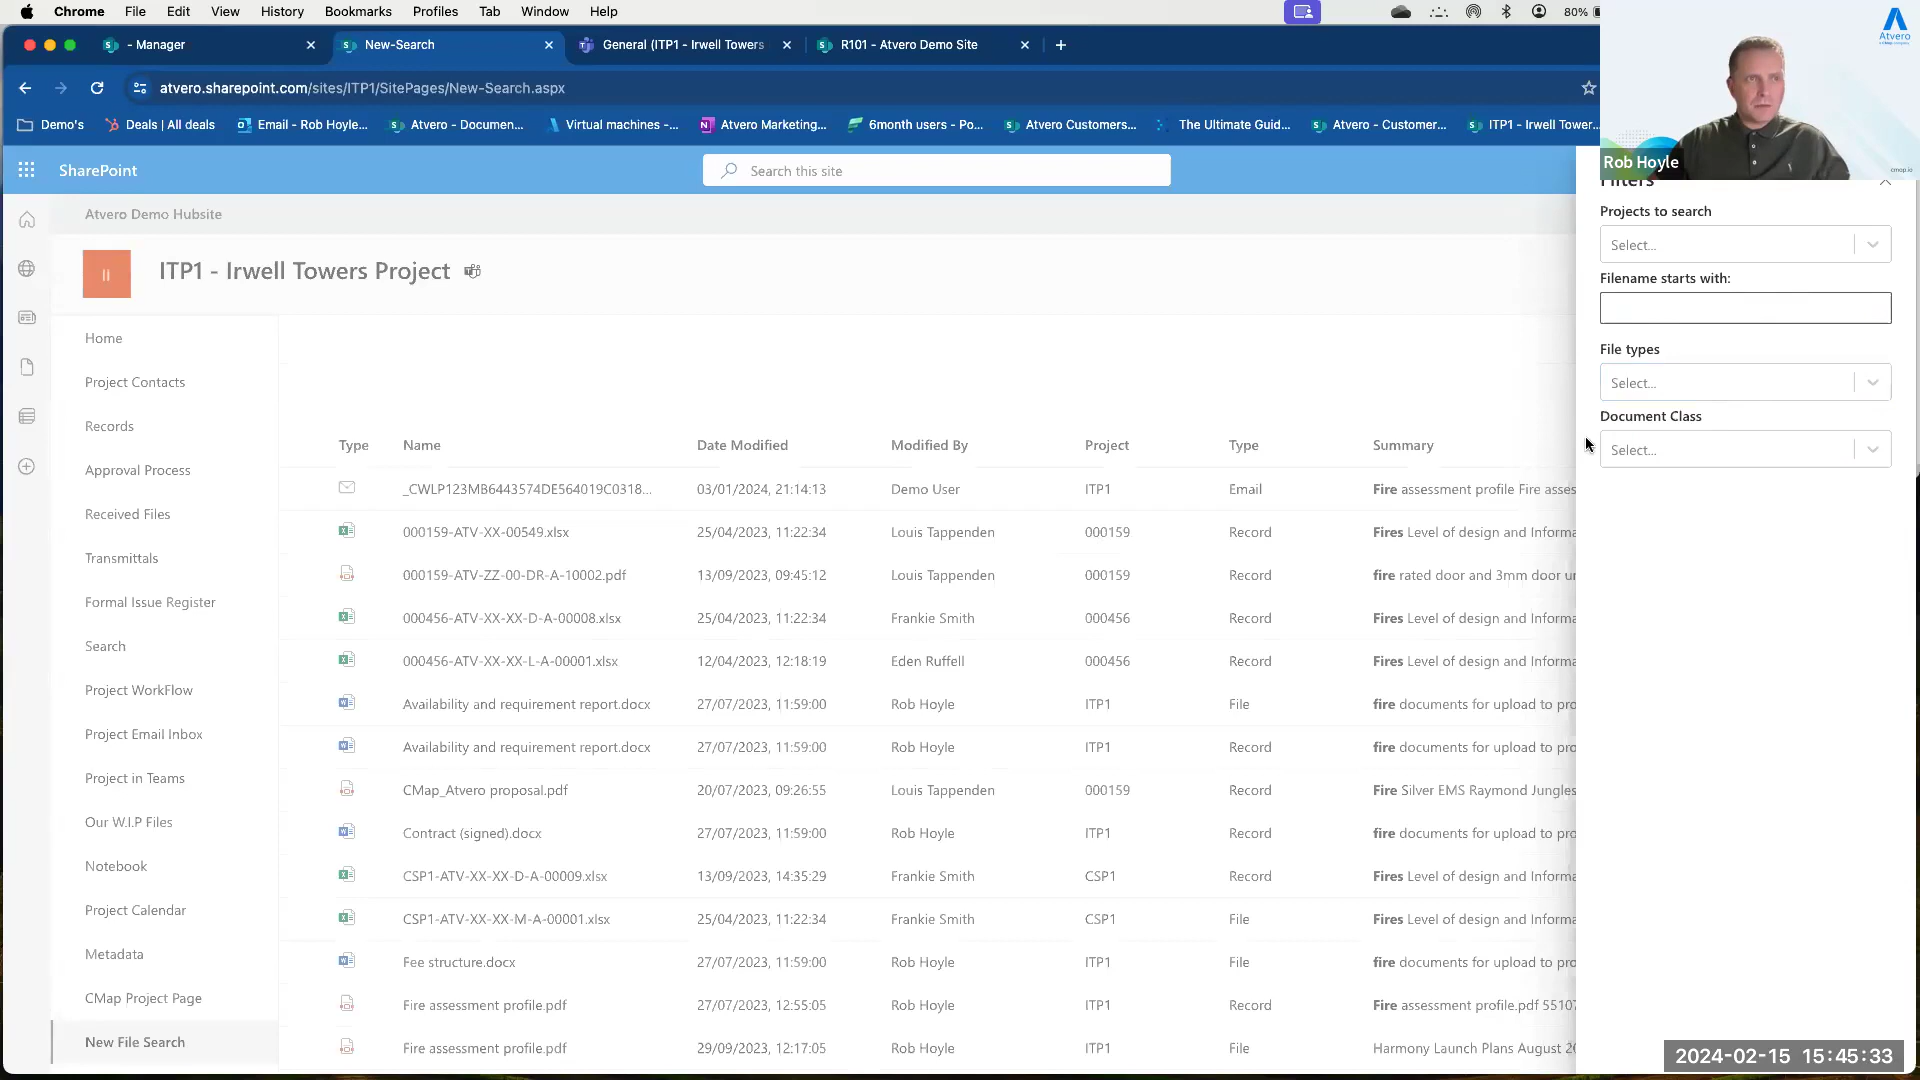 Chrome File Edit View History Bookmarks Profiles Tab Window Help 80%
- Manager New-Search General (ITP1 - Irwell Towers R101 - Atvero Demo Site
atvero.sharepoint.com/sites/ITP1/SitePages/New-Search.aspx
Demo's Deals | All deals Email - Rob Hoyle... Atvero - Documen... Virtual machines -... Atvero Marketing... 6month users - Po... Atvero Customers... The Ultimate Guid... Atvero - Customer... ITP1 - Irwell Tower...
Atvero
Rob Hoyle
cmap.io
SharePoint
Search this site
Atvero Demo Hubsite
II
ITP1 - Irwell Towers Project
Home
Project Contacts
Records
Approval Process
Received Files
Transmittals
Formal Issue Register
Search
Project WorkFlow
Project Email Inbox
Project in Teams
Our W.I.P Files
Notebook
Project Calendar
Metadata
CMap Project Page
New File Search
Type Name Date Modified Modified By Project Type Summary
_CWLP123MB6443574DE564019C0318... 03/01/2024, 21:14:13 Demo User ITP1 Email Fire assessment profile Fire asses
000159-ATV-XX-00549.xlsx 25/04/2023, 11:22:34 Louis Tappenden 000159 Record Fires Level of design and Informa
000159-ATV-ZZ-00-DR-A-10002.pdf 13/09/2023, 09:45:12 Louis Tappenden 000159 Record fire rated door and 3mm door un
000456-ATV-XX-XX-D-A-00008.xlsx 25/04/2023, 11:22:34 Frankie Smith 000456 Record Fires Level of design and Informa
000456-ATV-XX-XX-L-A-00001.xlsx 12/04/2023, 12:18:19 Eden Ruffell 000456 Record Fires Level of design and Informa
Availability and requirement report.docx 27/07/2023, 11:59:00 Rob Hoyle ITP1 File fire documents for upload to pro
Availability and requirement report.docx 27/07/2023, 11:59:00 Rob Hoyle ITP1 Record fire documents for upload to pro
CMap_Atvero proposal.pdf 20/07/2023, 09:26:55 Louis Tappenden 000159 Record Fire Silver EMS Raymond Jungles
Contract (signed).docx 27/07/2023, 11:59:00 Rob Hoyle ITP1 Record fire documents for upload to pro
CSP1-ATV-XX-XX-D-A-00009.xlsx 13/09/2023, 14:35:29 Frankie Smith CSP1 Record Fires Level of design and Informa
CSP1-ATV-XX-XX-M-A-00001.xlsx 25/04/2023, 11:22:34 Frankie Smith CSP1 File Fires Level of design and Informa
Fee structure.docx 27/07/2023, 11:59:00 Rob Hoyle ITP1 File fire documents for upload to pro
Fire assessment profile.pdf 27/07/2023, 12:55:05 Rob Hoyle ITP1 Record Fire assessment profile.pdf 55107
Fire assessment profile.pdf 29/09/2023, 12:17:05 Rob Hoyle ITP1 File Harmony Launch Plans August 20
Filters
Projects to search
Select...
Filename starts with:
File types
Select...
Document Class
Select...
2024-02-15 15:45:33